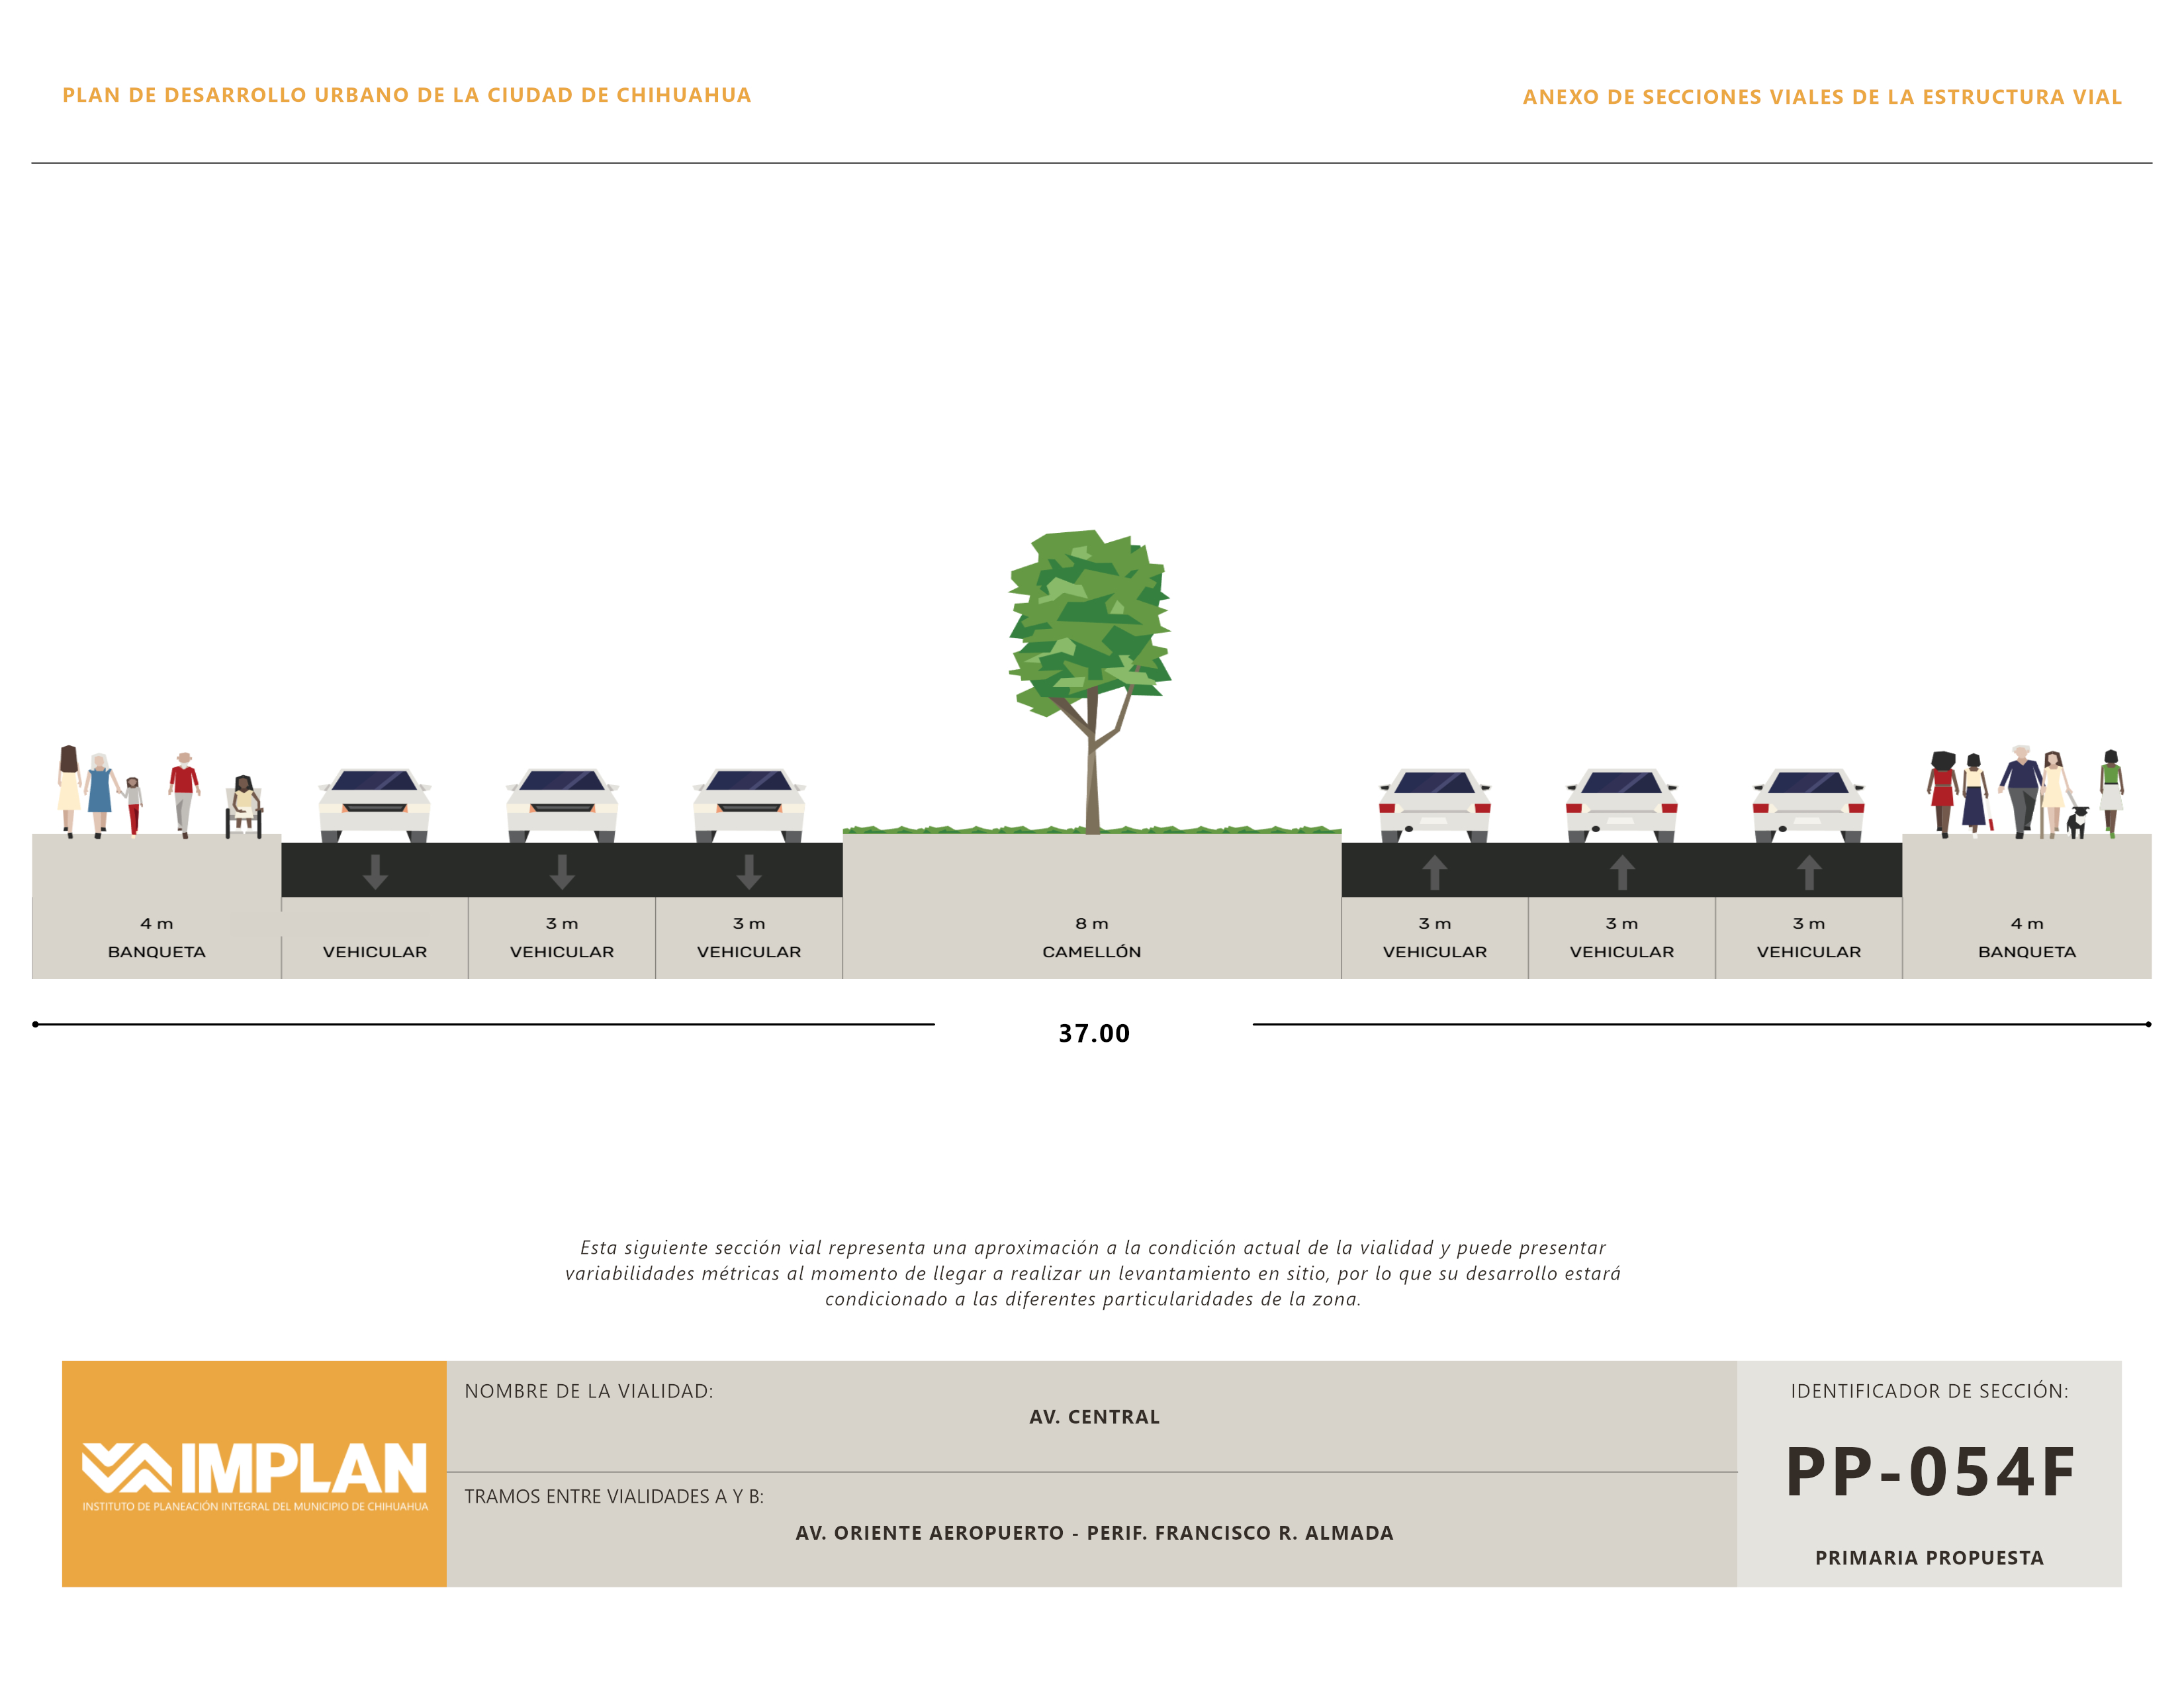 PLAN DE DESARROLLO URBANO DE LA CIUDAD DE CHIHUAHUA
ANEXO DE SECCIONES VIALES DE LA ESTRUCTURA VIAL
4 m
BANQUETA
VEHICULAR
3 m
VEHICULAR
3 m
VEHICULAR
8 m
CAMELLÓN
3 m
VEHICULAR
3 m
VEHICULAR
3 m
VEHICULAR
4 m
BANQUETA
37.00
Esta siguiente sección vial representa una aproximación a la condición actual de la vialidad y puede presentar
variabilidades métricas al momento de llegar a realizar un levantamiento en sitio, por lo que su desarrollo estará
condicionado a las diferentes particularidades de la zona.
IMPLAN
INSTITUTO DE PLANEACIÓN INTEGRAL DEL MUNICIPIO DE CHIHUAHUA
NOMBRE DE LA VIALIDAD:
AV. CENTRAL
TRAMOS ENTRE VIALIDADES A Y B:
AV. ORIENTE AEROPUERTO - PERIF. FRANCISCO R. ALMADA
IDENTIFICADOR DE SECCIÓN:
PP-054F
PRIMARIA PROPUESTA